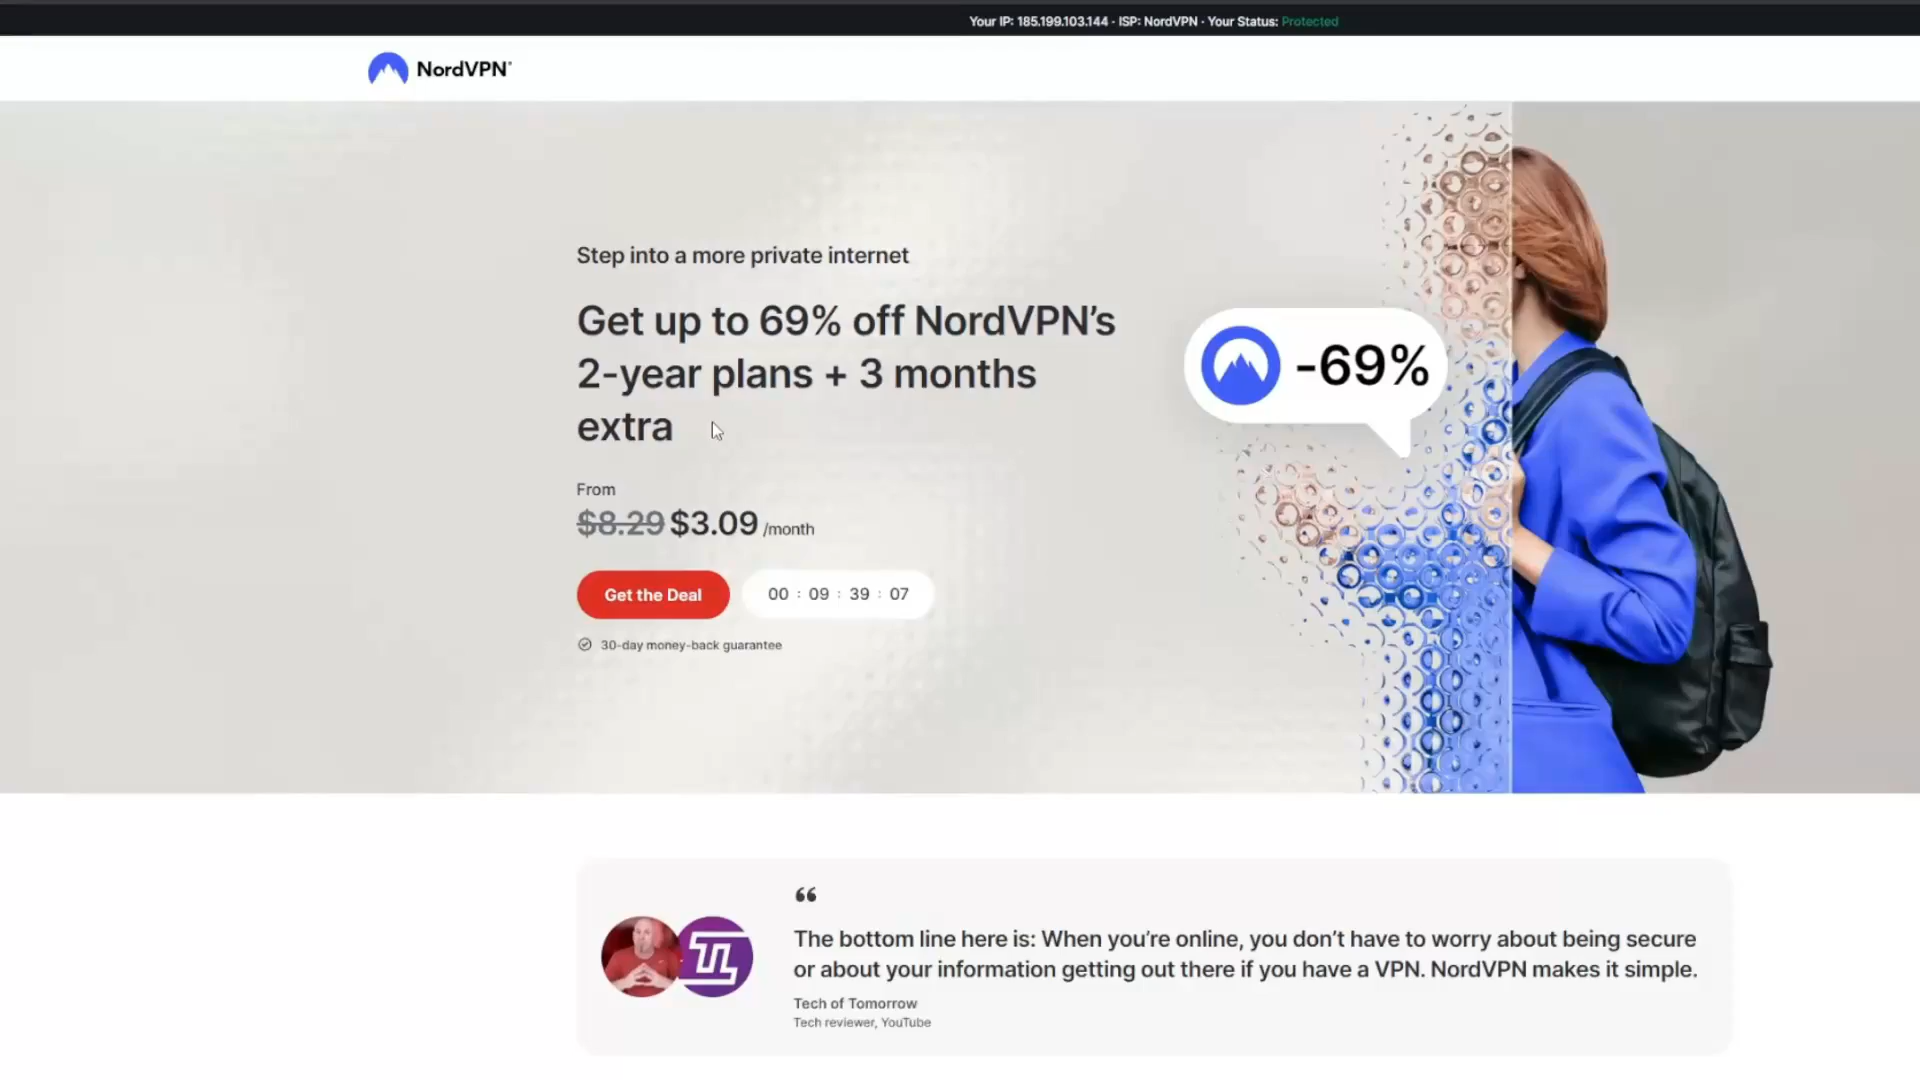 Your IP: 185.199.103.144 · ISP: NordVPN · Your Status: Protected
NordVPN®
Step into a more private internet
Get up to 69% off NordVPN’s
2-year plans + 3 months
extra
-69%
From
$8.29 $3.09 /month
Get the Deal
00 : 09 : 39 : 07
30-day money-back guarantee
“
The bottom line here is: When you’re online, you don’t have to worry about being secure
or about your information getting out there if you have a VPN. NordVPN makes it simple.
Tech of Tomorrow
Tech reviewer, YouTube